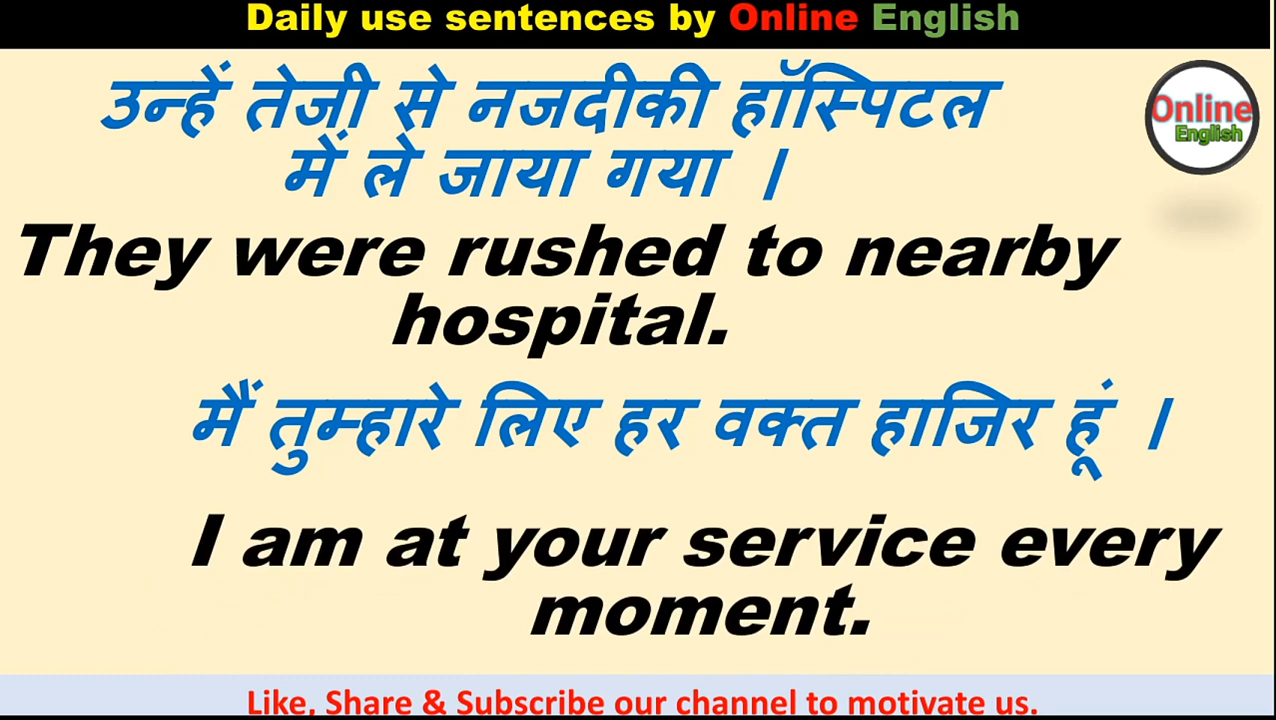 Daily use sentences by Online English
उन्हें तेजी से नजदीकी हॉस्पिटल
में ले जाया गया ।
Online
English
They were rushed to nearby
hospital.
मैं तुम्हारे लिए हर वक्त हाजिर हूं ।
I am at your service every
moment.
Like, Share & Subscribe our channel to motivate us.